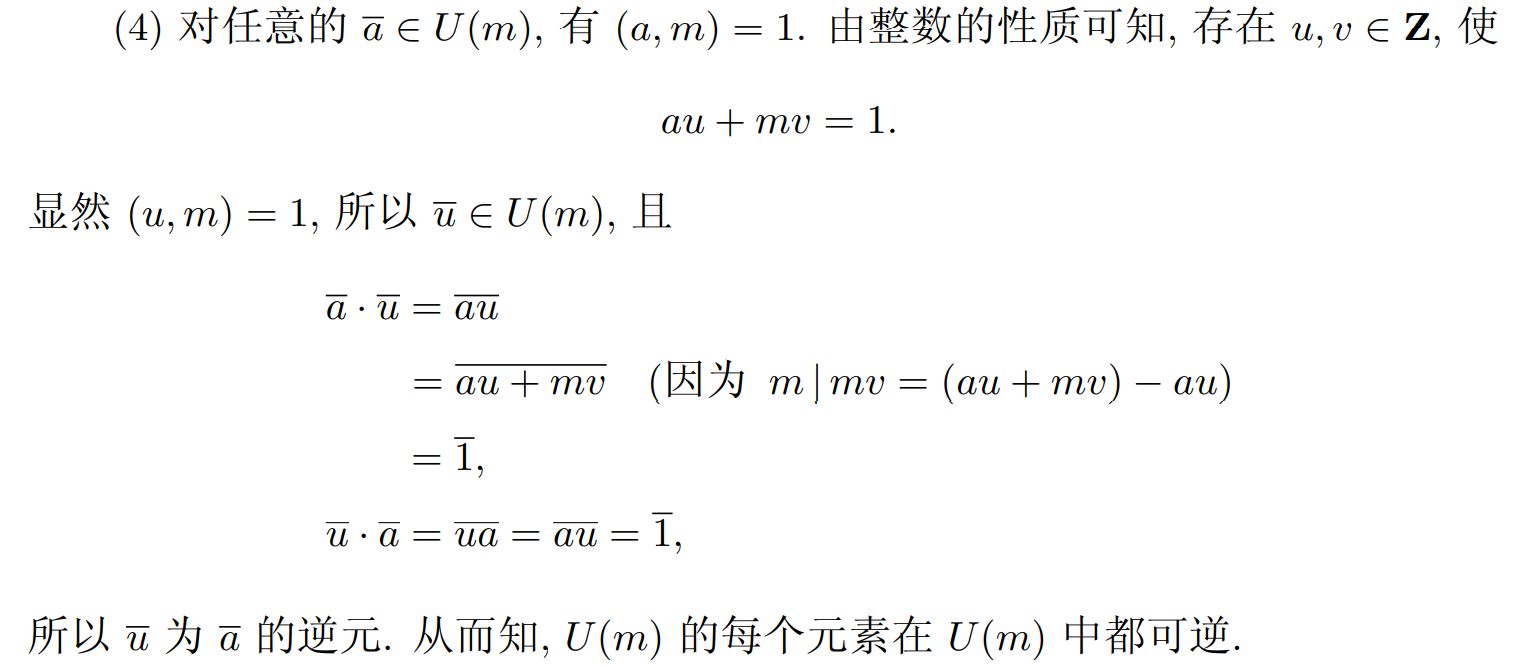 (4) 对任意的 $\overline{a} \in U(m)$, 有 $(a, m) = 1$. 由整数的性质可知, 存在 $u, v \in \mathbf{Z}$, 使
$au + mv = 1.$
显然 $(u, m) = 1$, 所以 $\overline{u} \in U(m)$, 且
$\overline{a} \cdot \overline{u} = \overline{au}$
$= \overline{au + mv}$ (因为 $m \mid mv = (au + mv) - au$)
$= \overline{1},$
$\overline{u} \cdot \overline{a} = \overline{ua} = \overline{au} = \overline{1},$
所以 $\overline{u}$ 为 $\overline{a}$ 的逆元. 从而知, $U(m)$ 的每个元素在 $U(m)$ 中都可逆.